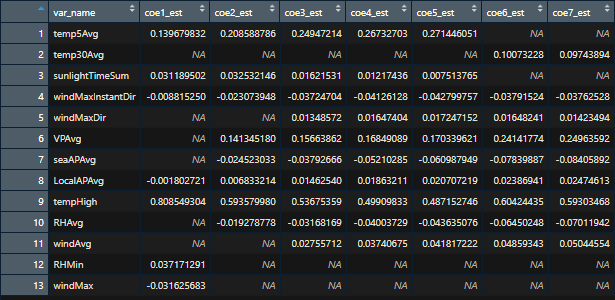 var_name coe1_est coe2_est coe3_est coe4_est coe5_est coe6_est coe7_est
1 temp5Avg 0.139679832 0.208588786 0.24947214 0.26732703 0.271446051 NA NA
2 temp30Avg NA NA NA NA NA 0.10073228 0.09743894
3 sunlightTimeSum 0.031189502 0.032532146 0.01621531 0.01217436 0.007513765 NA NA
4 windMaxInstantDir -0.008815250 -0.023073948 -0.03724704 -0.04126128 -0.042799757 -0.03791524 -0.03762528
5 windMaxDir NA NA 0.01348572 0.01647404 0.017247152 0.01648241 0.01423494
6 VPAvg NA 0.141345180 0.15663862 0.16849089 0.170339621 0.24141774 0.24963592
7 seaAPAvg NA -0.024523033 -0.03792666 -0.05210285 -0.060987949 -0.07839887 -0.08405892
8 LocalAPAvg -0.001802721 0.006833214 0.01462540 0.01863211 0.020707219 0.02386941 0.02474613
9 tempHigh 0.808549304 0.593579980 0.53675359 0.49909833 0.487152746 0.60424435 0.59303468
10 RHAvg NA -0.019278778 -0.03168169 -0.04003729 -0.043635076 -0.06450248 -0.07011942
11 windAvg NA NA 0.02755712 0.03740675 0.041817222 0.04859343 0.05044554
12 RHMin 0.037171291 NA NA NA NA NA NA
13 windMax -0.031625683 NA NA NA NA NA NA